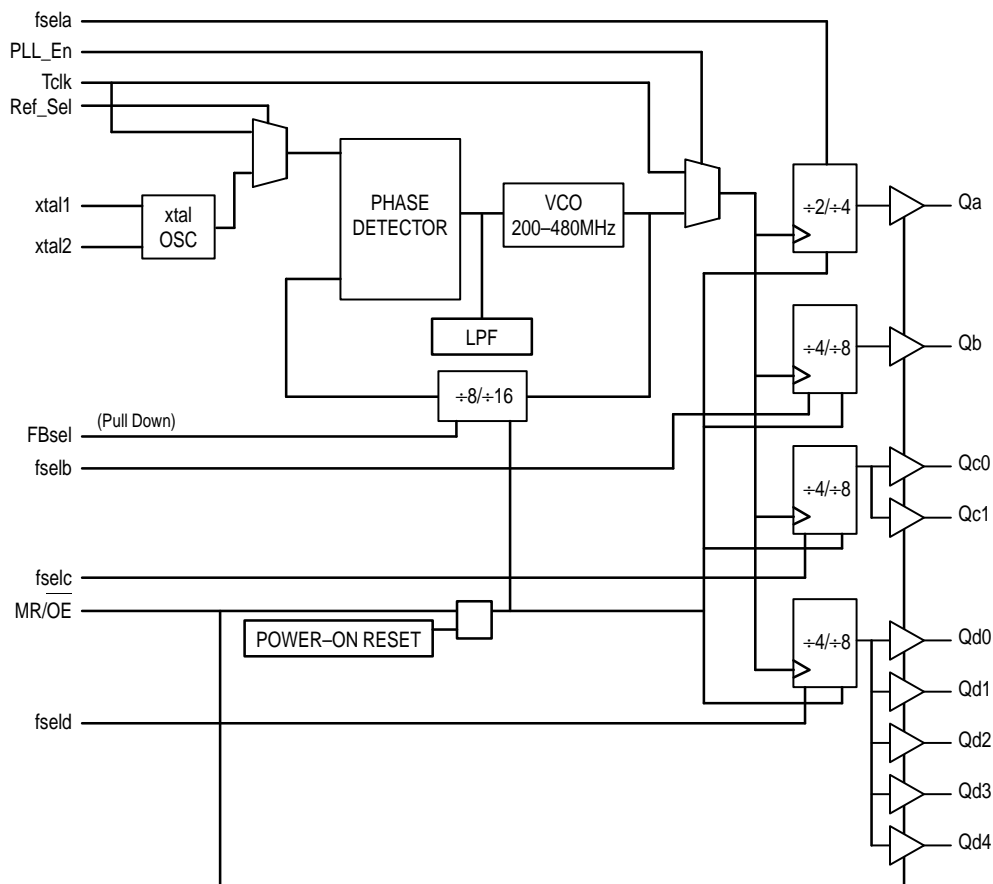 fsela
PLL_En
Tclk
Ref_Sel
xtal1
xtal2
xtal
OSC
PHASE
DETECTOR
VCO
200–480MHz
LPF
÷8/÷16
(Pull Down)
FBsel
fselb
fselc
MR/OE
POWER–ON RESET
fseld
÷2/÷4
÷4/÷8
÷4/÷8
÷4/÷8
Qa
Qb
Qc0
Qc1
Qd0
Qd1
Qd2
Qd3
Qd4